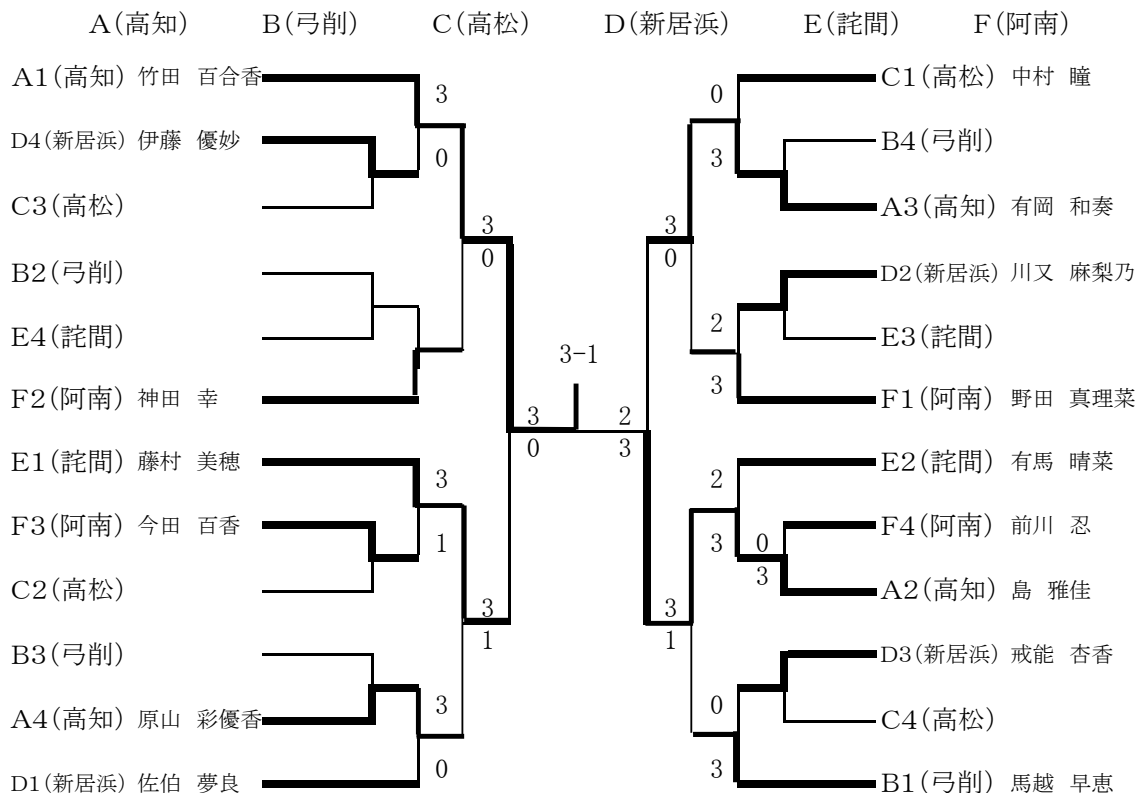 A(高知) B(弓削) C(高松) D(新居浜) E(詫間) F(阿南)
A1(高知) 竹田 百合香
D4(新居浜) 伊藤 優妙
C3(高松)
B2(弓削)
E4(詫間)
F2(阿南) 神田 幸
E1(詫間) 藤村 美穂
F3(阿南) 今田 百香
C2(高松)
B3(弓削)
A4(高知) 原山 彩優香
D1(新居浜) 佐伯 夢良
3
0
3
0
3
1
3
1
3
0
3
0
3-1
2
3
3
0
3
1
0
3
2
3
2
3
0
3
0
3
C1(高松) 中村 瞳
B4(弓削)
A3(高知) 有岡 和奏
D2(新居浜) 川又 麻梨乃
E3(詫間)
F1(阿南) 野田 真理菜
E2(詫間) 有馬 晴菜
F4(阿南) 前川 忍
A2(高知) 島 雅佳
D3(新居浜) 戒能 杏香
C4(高松)
B1(弓削) 馬越 早恵